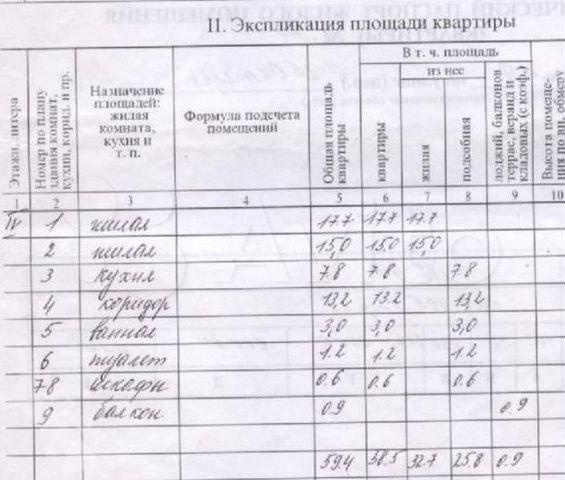 II. Экспликация площади квартиры
Этажи, литера
Номер по плану здания комнат, кухни, корид. и пр.
Назначение площадей: жилая комната, кухня и т. п.
Формула подсчета помещений
Общая площадь квартиры
В т. ч. площадь
квартиры
из нее
жилая
подсобная
лоджий, балконов террас, веранд и кладовых (с коэф.)
Высота помеще- ния по вн. обмеру
1 2 3 4 5 6 7 8 9 10
IV 1 жилая 17.7 17.7 17.7
2 жилая 15,0 15.0 15,0
3 кухня 7.8 7.8 7.8
4 коридор 13,2 13.2 13,2
5 ванная 3,0 3,0 3,0
6 туалет 1.2 1.2 1.2
78 шкафы 0.6 0.6 0.6
9 балкон 0.9 0.9
59.4 58.5 32.7 25.8 0.9